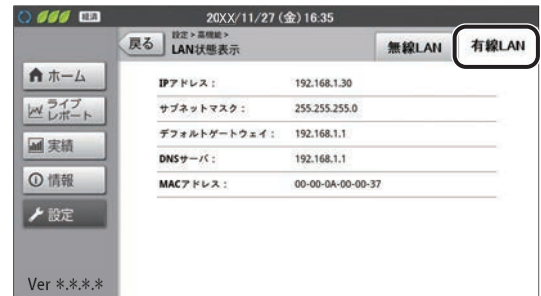 経済
20XX/11/27 (金) 16:35
戻る
設定 > 高機能 >
LAN状態表示
無線LAN
有線LAN
ホーム
ライブ
レポート
実績
情報
設定
Ver *.*.*.*
IPアドレス : 192.168.1.30
サブネットマスク : 255.255.255.0
デフォルトゲートウェイ : 192.168.1.1
DNSサーバ : 192.168.1.1
MACアドレス : 00-00-0A-00-00-37